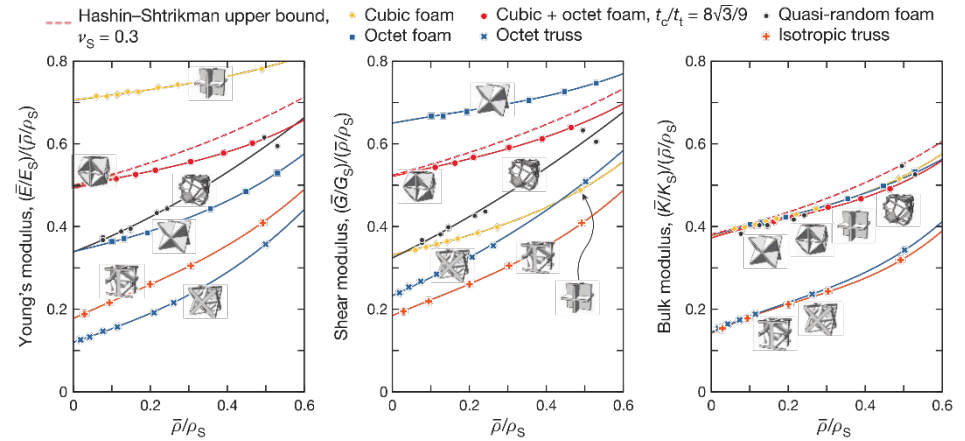 Hashin–Shtrikman upper bound,
νS = 0.3
Cubic foam
Octet foam
Cubic + octet foam, tc/tt = 8√3/9
Octet truss
Quasi-random foam
Isotropic truss
Young's modulus, (Ē/ES)/(ρ̄/ρS)
0.8
0.6
0.4
0.2
0
0
0.2
0.4
0.6
ρ̄/ρS
Shear modulus, (Ḡ/GS)/(ρ̄/ρS)
0.8
0.6
0.4
0.2
0
0
0.2
0.4
0.6
ρ̄/ρS
Bulk modulus, (K̄/KS)/(ρ̄/ρS)
0.8
0.6
0.4
0.2
0
0
0.2
0.4
0.6
ρ̄/ρS